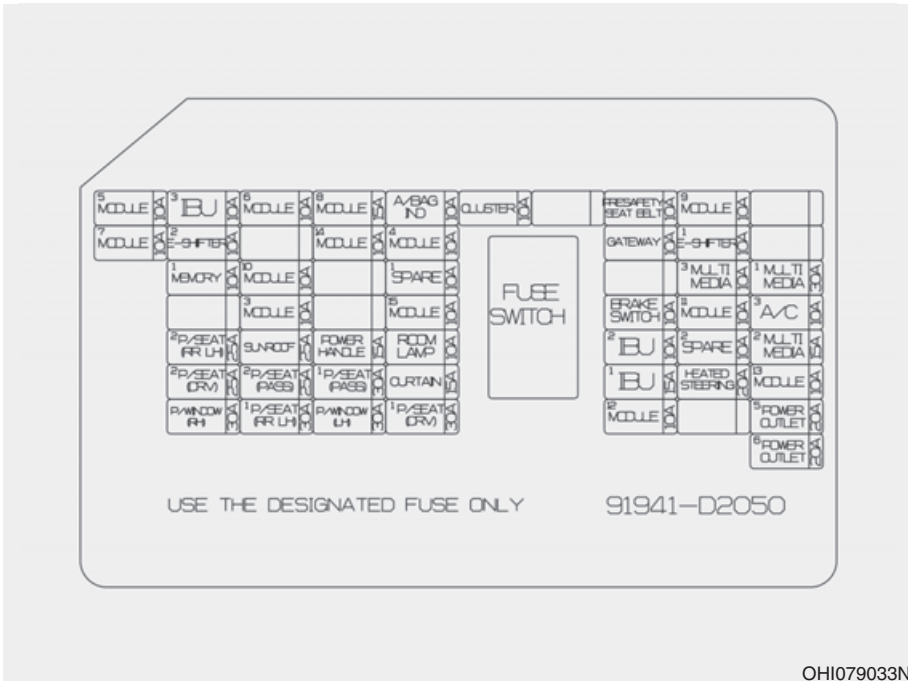 5 MODULE 10A 3 IBU 10A 6 MODULE 10A 8 MODULE 15A A/BAG 10A CLUSTER 10A PRESAFETY 10A 9 MODULE 10A
IND SEAT BELT
7 MODULE 10A 2 E-SHIFTER 10A 14 MODULE 10A 4 MODULE 10A GATEWAY 10A 1 E-SHIFTER 10A
1 MEMORY 10A 10 MODULE 10A 1 SPARE 10A 3 MULTI 10A 1 MULTI
MEDIA MEDIA
FUSE
SWITCH
3 MODULE 10A 15 MODULE 10A BRAKE 10A 11 MODULE 10A 3 A/C 10A
SWITCH
2 P/SEAT SUNROOF POWER 15A ROOM 10A 2 IBU 2 SPARE 2 MULTI 15A
(RR LH) HANDLE LAMP MEDIA
2 P/SEAT 2 P/SEAT 1 P/SEAT 30A CURTAIN 15A 1 IBU 15A HEATED 13 MODULE 10A
(DRV) (PASS) (PASS) STEERING
P/WINDOW 30A 1 P/SEAT 30A P/WINDOW 30A 1 P/SEAT 30A 12 MODULE 10A 5 POWER 20A
(RH) (RR LH) (LH) (DRV) OUTLET
6 POWER 20A
OUTLET
USE THE DESIGNATED FUSE ONLY 91941-D2050
OHI079033N